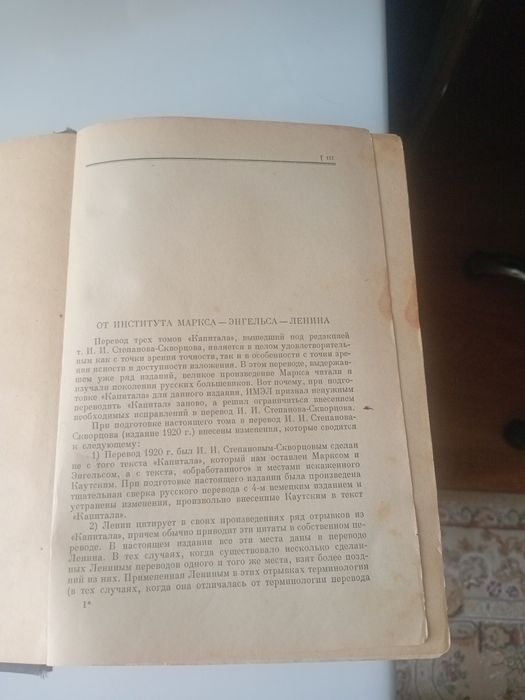 [ III
ОТ ИНСТИТУТА МАРКСА — ЭНГЕЛЬСА — ЛЕНИНА
Перевод трех томов «Капитала», вышедший под редакцией
т. И. И. Степанова-Скворцова, является в целом удовлетворитель-
ным как с точки зрения точности, так и в особенности с точки зре-
ния ясности и доступности изложения. В этом переводе, выдержав-
шем уже ряд изданий, великое произведение Маркса читали и
изучали поколения русских большевиков. Вот почему, при подго-
товке «Капитала» для данного издания, ИМЭЛ признал ненужным
переводить «Капитал» заново, а решил ограничиться внесением
необходимых исправлений в перевод И. И. Степанова-Скворцова.
При подготовке настоящего тома в перевод И. И. Степанова-
Скворцова (издание 1920 г.) внесены изменения, которые сводятся
к следующему:
1) Перевод 1920 г. был И. И. Степановым-Скворцовым сделан
не с того текста «Капитала», который нам оставлен Марксом и
Энгельсом, а с текста, «обработанного» и местами искаженного
Каутским. При подготовке настоящего издания была произведена
тщательная сверка русского перевода с 4-м немецким изданием и
устранены изменения, произвольно внесенные Каутским в текст
«Капитала».
2) Ленин цитирует в своих произведениях ряд отрывков из
«Капитала», причем обычно приводит эти цитаты в собственном пе-
реводе. В настоящем издании все эти места даны в переводе
Ленина. В тех случаях, когда существовало несколько сделан-
ных Лениным переводов одного и того же места, взят более позд-
ний из них. Примененная Лениным в этих отрывках терминология
(в тех случаях, когда она отличалась от терминологии перевода
1*